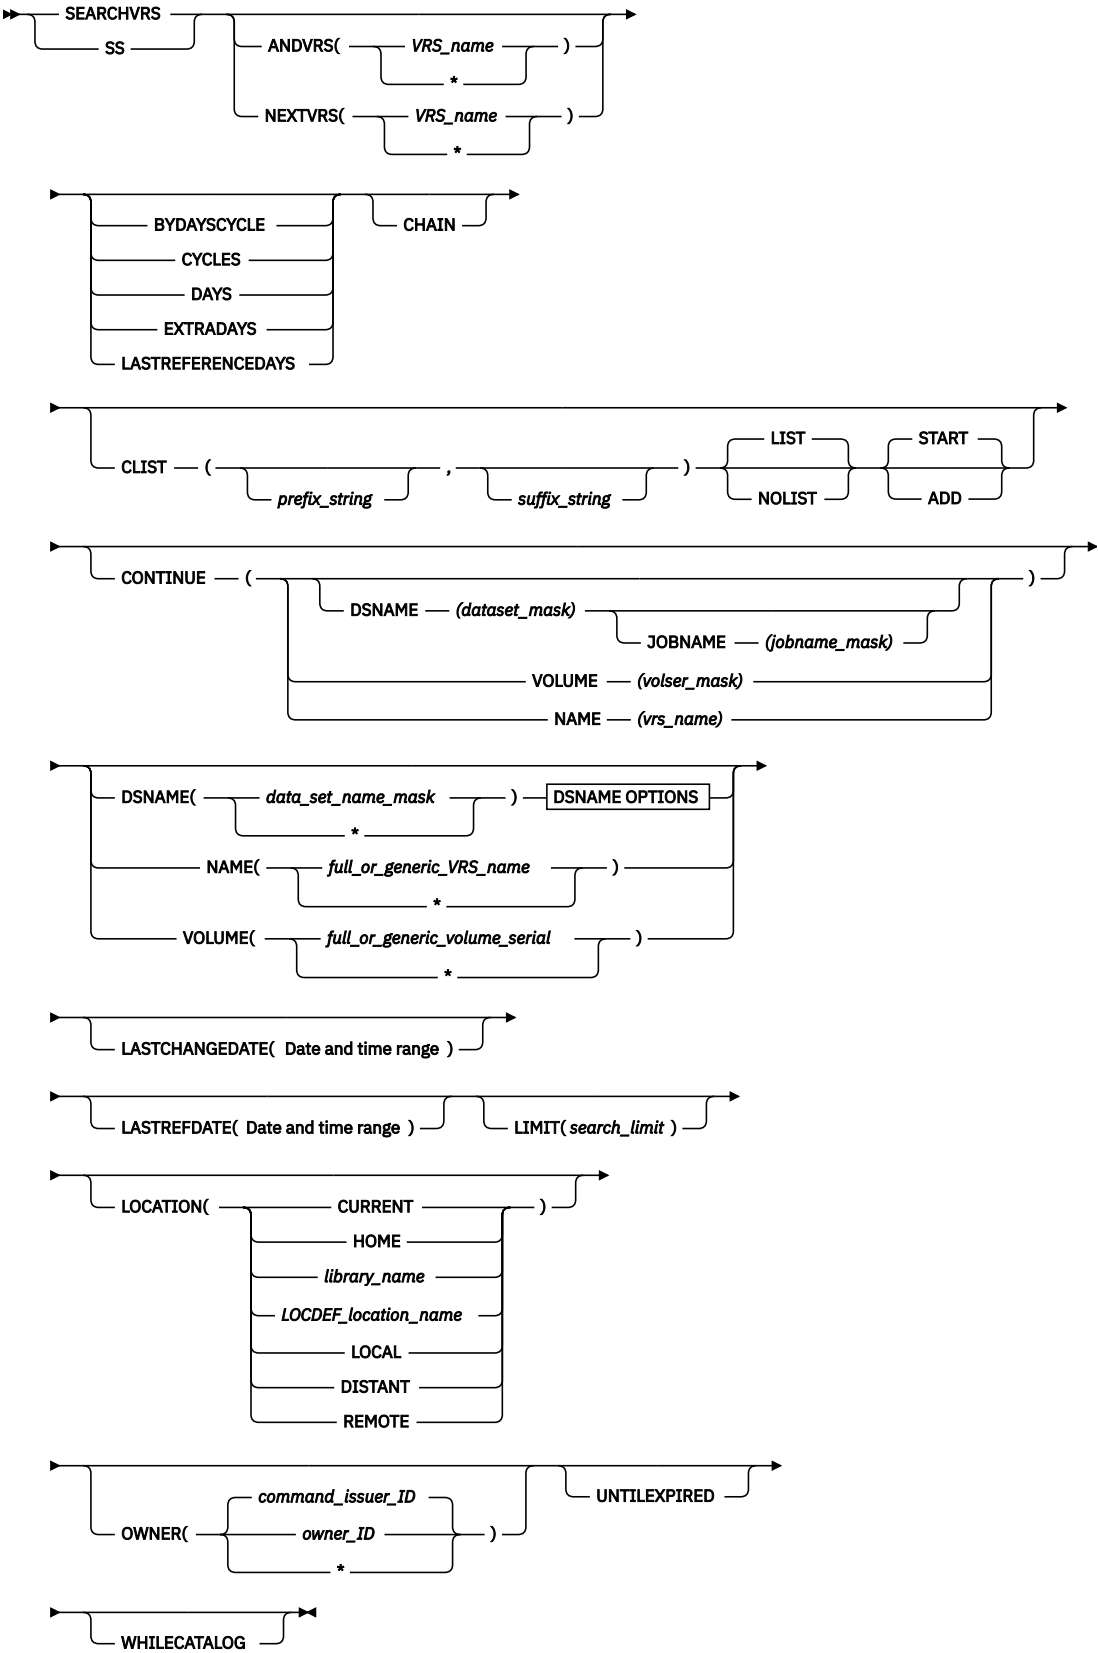 SEARCHVRS
SS
ANDVRS( VRS_name )
*
NEXTVRS( VRS_name )
*
BYDAYSCYCLE
CHAIN
CYCLES
DAYS
EXTRADAYS
LASTREFERENCEDAYS
LIST START
CLIST ( , )
prefix_string suffix_string NOLIST ADD
CONTINUE ( )
DSNAME (dataset_mask)
JOBNAME (jobname_mask)
VOLUME (volser_mask)
NAME (vrs_name)
DSNAME( data_set_name_mask ) DSNAME OPTIONS
*
NAME( full_or_generic_VRS_name )
*
VOLUME( full_or_generic_volume_serial )
*
LASTCHANGEDATE( Date and time range )
LASTREFDATE( Date and time range ) LIMIT( search_limit )
LOCATION( CURRENT )
HOME
library_name
LOCDEF_location_name
LOCAL
DISTANT
REMOTE
command_issuer_ID UNTILEXPIRED
OWNER( owner_ID )
*
WHILECATALOG